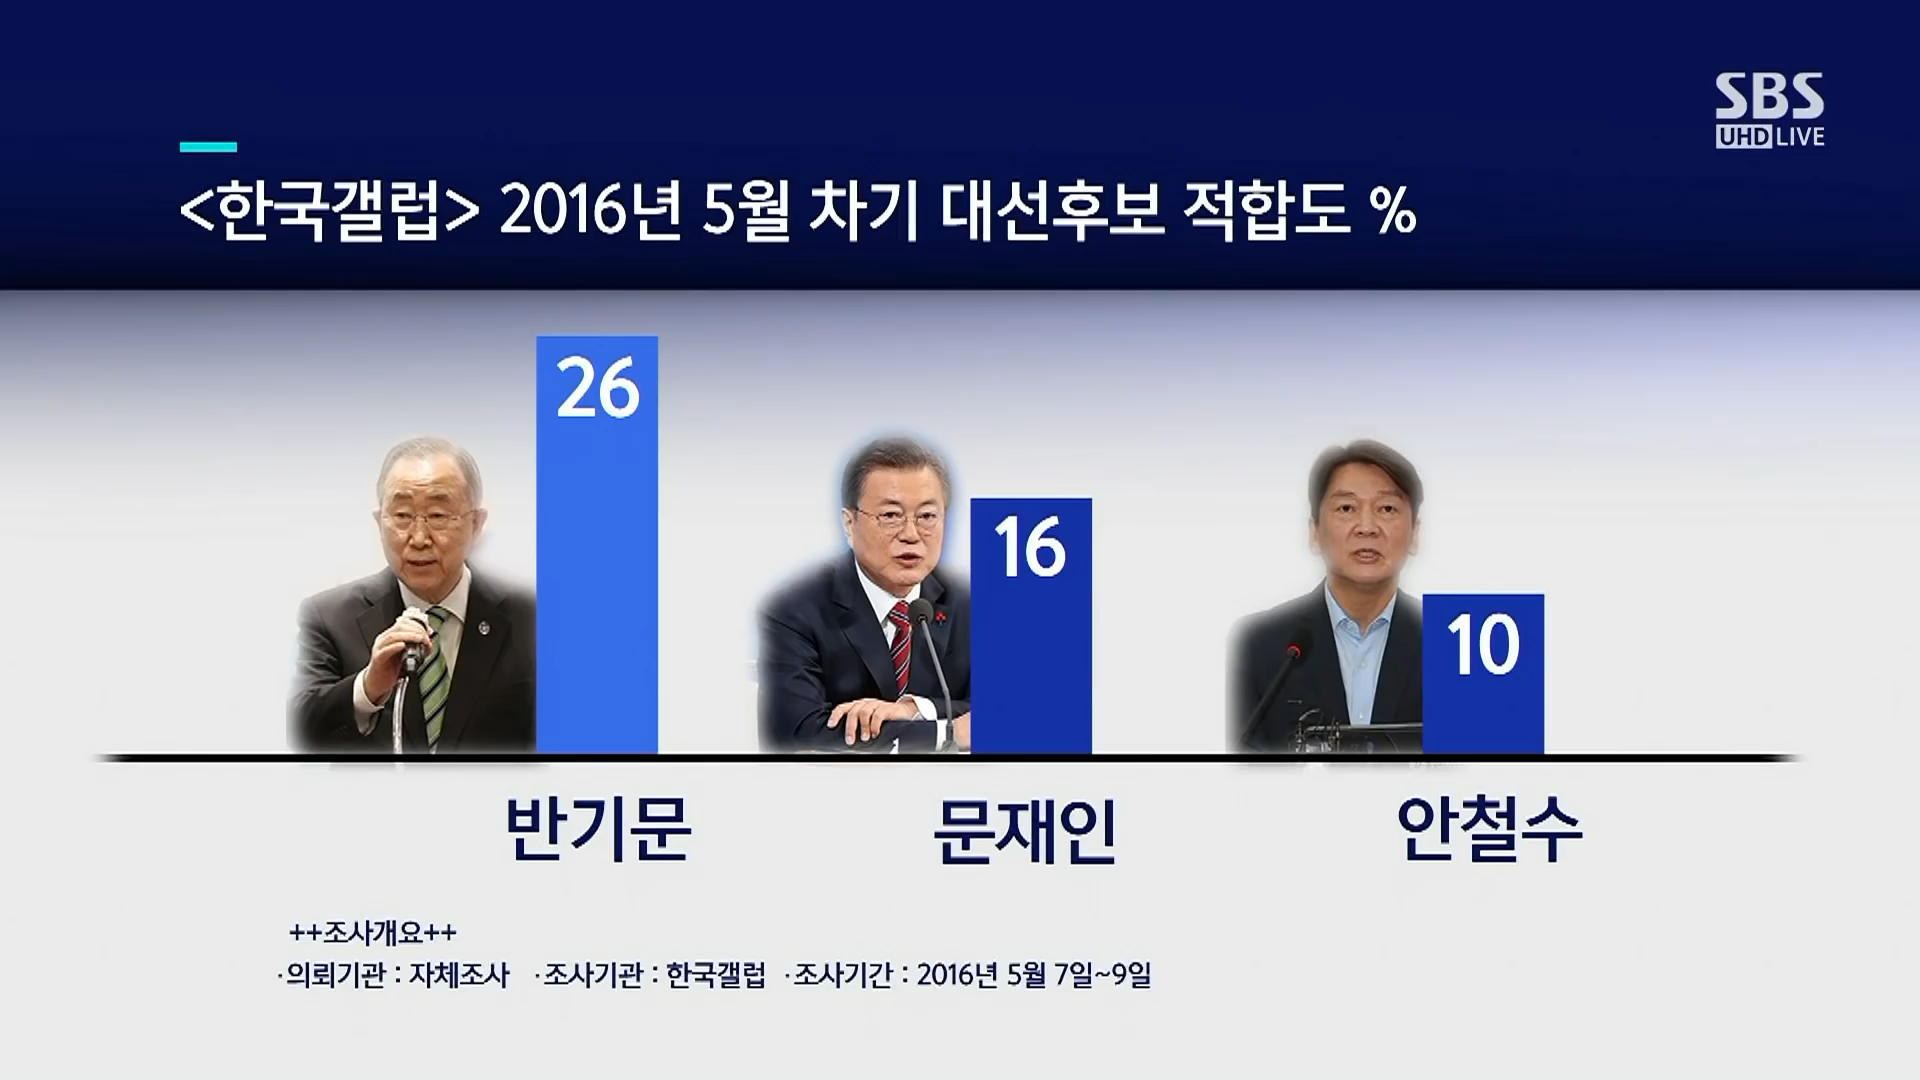 SBS
UHD LIVE
<한국갤럽> 2016년 5월 차기 대선후보 적합도 %
26
16
10
반기문
문재인
안철수
++조사개요++
·의뢰기관 : 자체조사 ·조사기관 : 한국갤럽 ·조사기간 : 2016년 5월 7일~9일